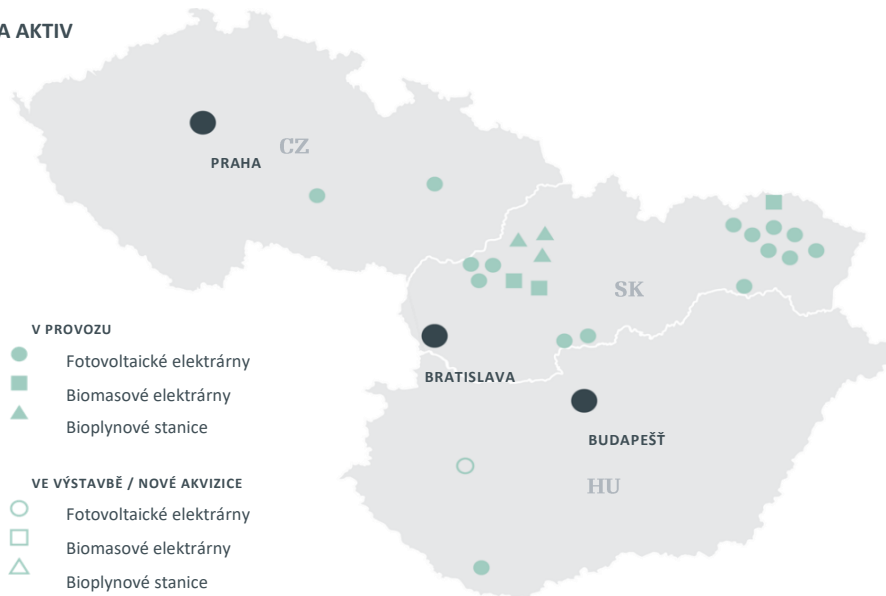 A AKTIV
CZ
PRAHA
SK
V PROVOZU
Fotovoltaické elektrárny
BRATISLAVA
Biomasové elektrárny
Bioplynové stanice
BUDAPEŠŤ
VE VÝSTAVBĚ / NOVÉ AKVIZICE
HU
Fotovoltaické elektrárny
Biomasové elektrárny
Bioplynové stanice